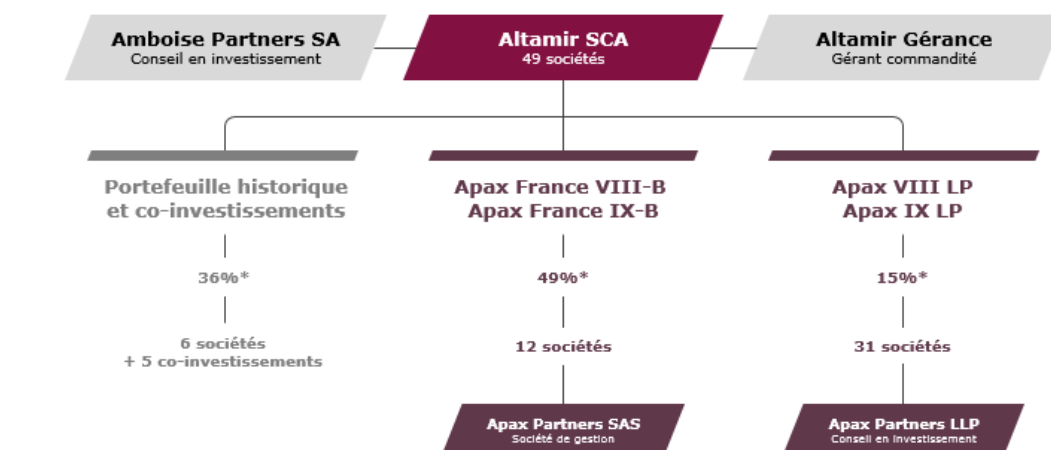 Amboise Partners SA
Conseil en investissement
Altamir SCA
49 sociétés
Altamir Gérance
Gérant commandité
Portefeuille historique
et co-investissements
36%*
6 sociétés
+ 5 co-investissements
Apax France VIII-B
Apax France IX-B
49%*
12 sociétés
Apax Partners SAS
Société de gestion
Apax VIII LP
Apax IX LP
15%*
31 sociétés
Apax Partners LLP
Conseil en investissement